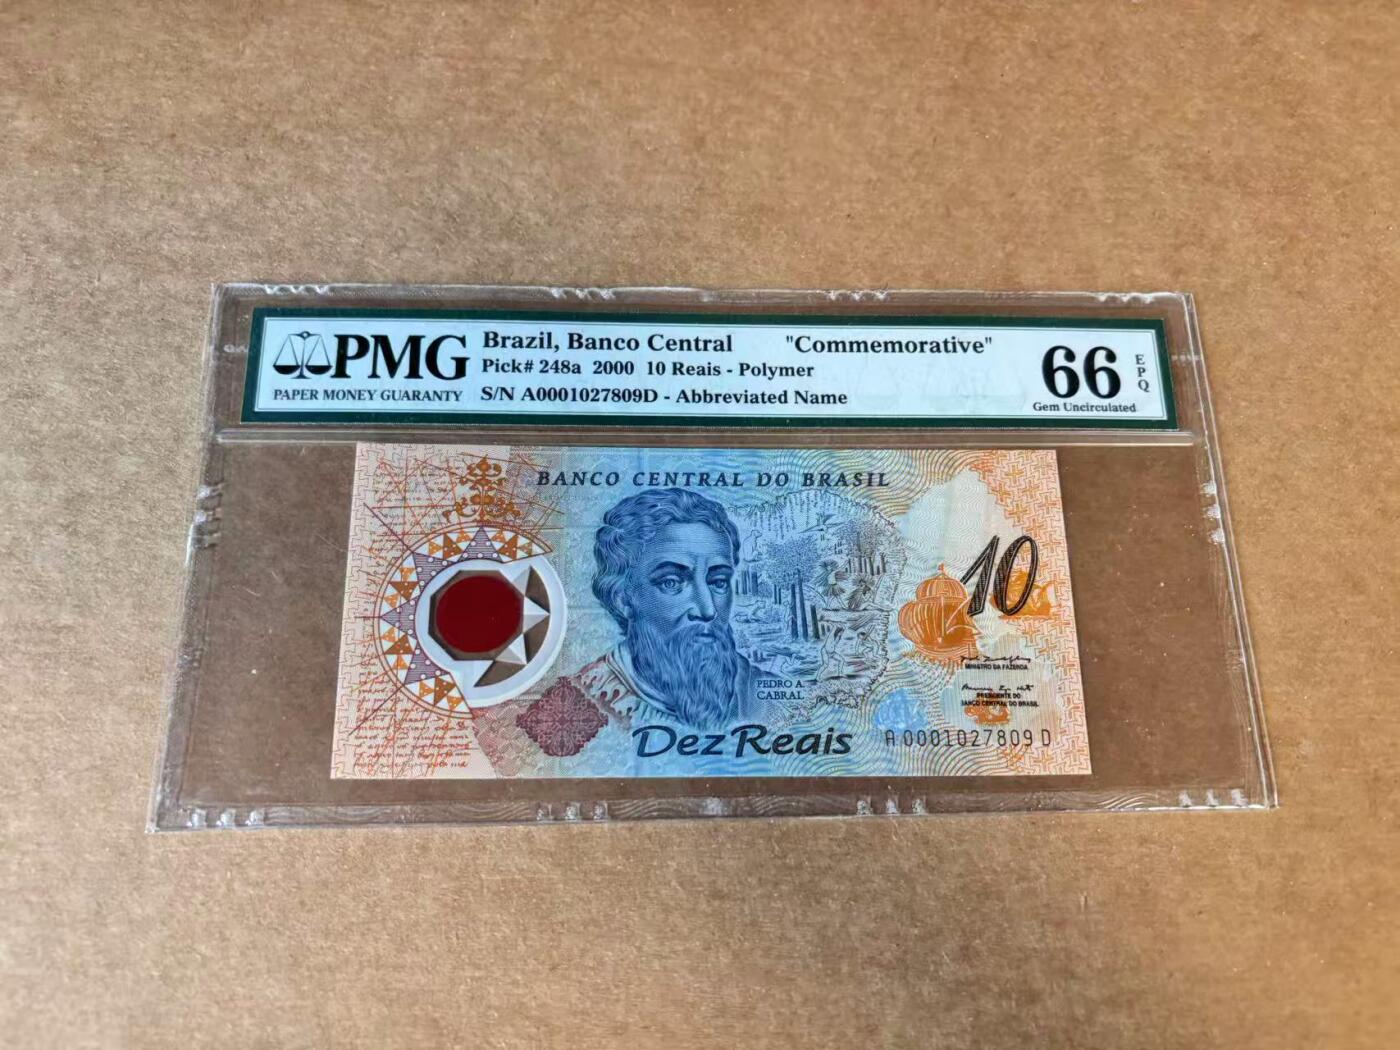 PMG
PAPER MONEY GUARANTY
Brazil, Banco Central "Commemorative"
Pick# 248a 2000 10 Reais - Polymer
S/N A0001027809D - Abbreviated Name
66
EPQ
Gem Uncirculated
BANCO CENTRAL DO BRASIL
10
MINISTRO DA FAZENDA
PRESIDENTE DO
BANCO CENTRAL DO BRASIL
PEDRO A.
CABRAL
Dez Reais
A 0001027809 D